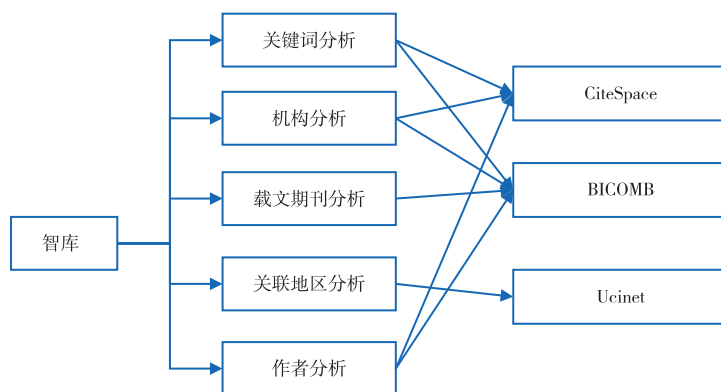 关键词分析
CiteSpace
机构分析
BICOMB
载文期刊分析
智库
关联地区分析
Ucinet
作者分析